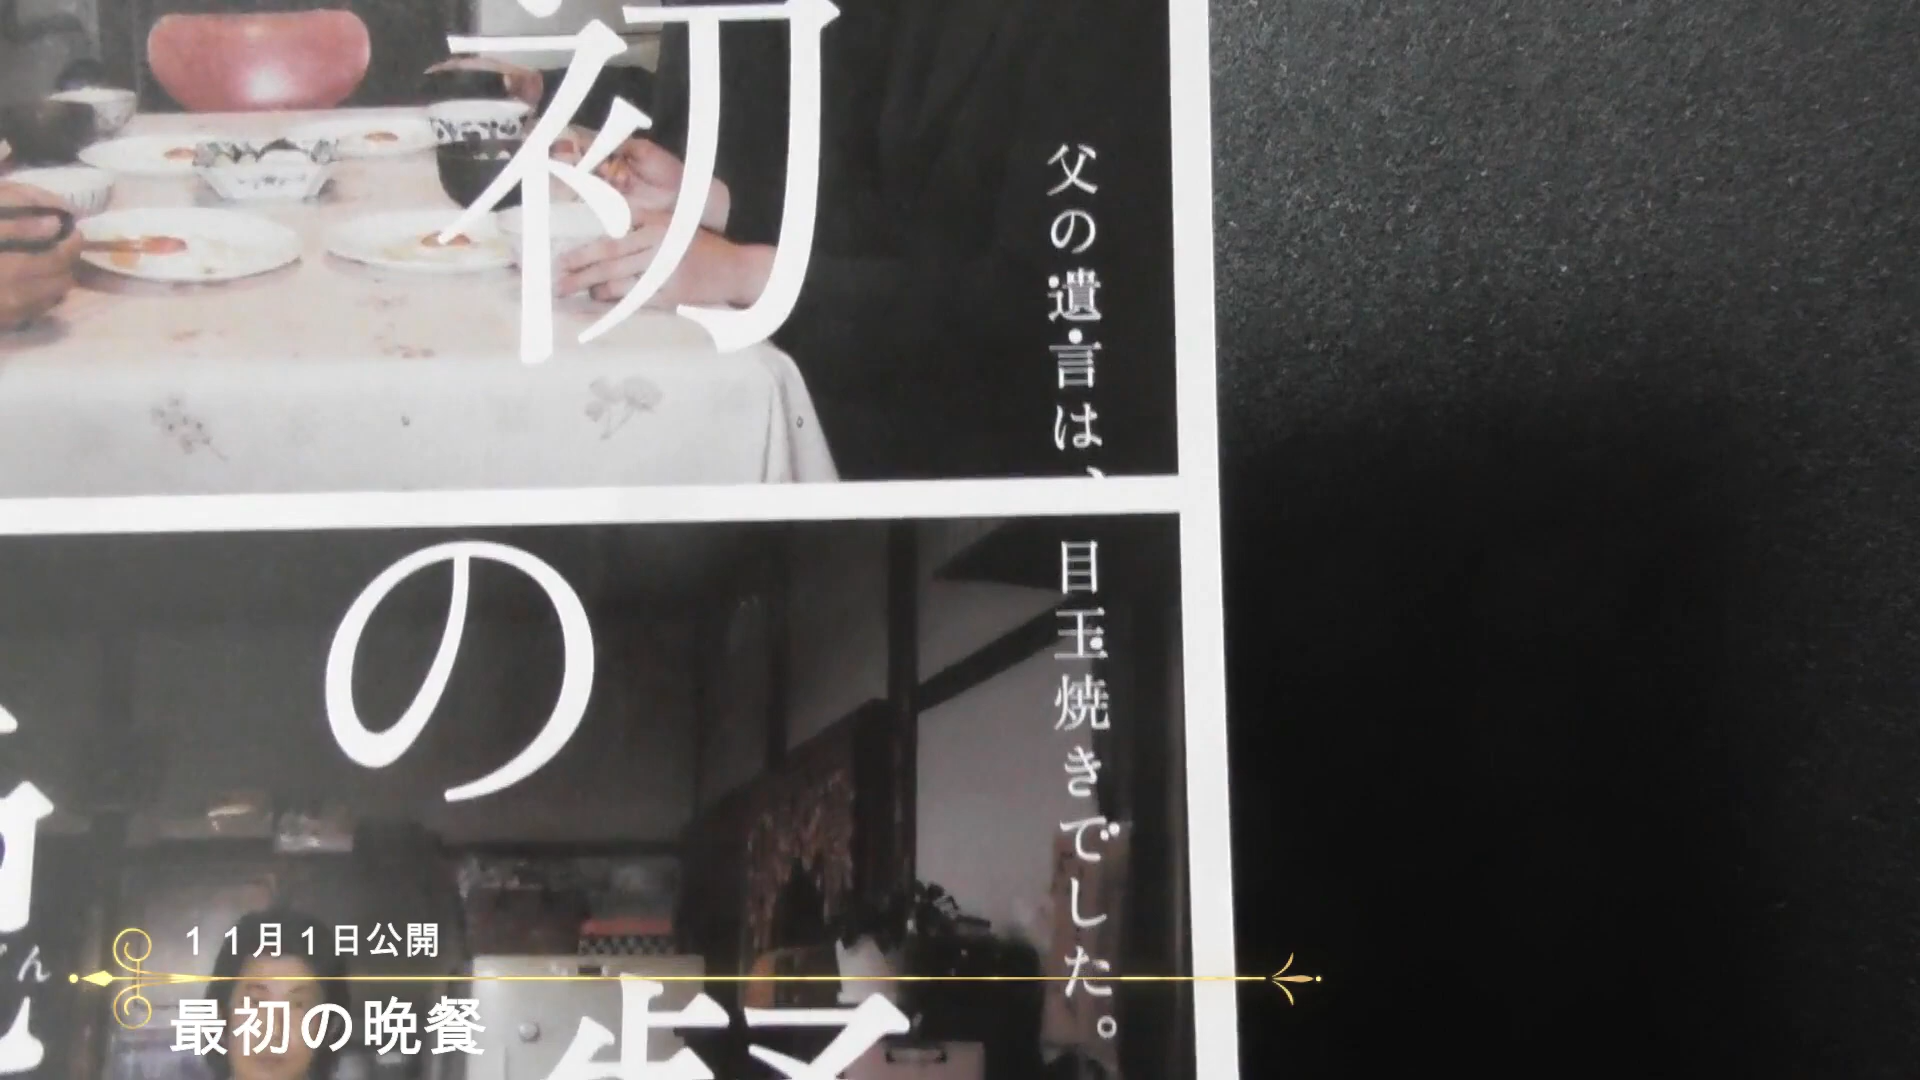 父の遺言は、
目玉焼きでした。
初
の
11月1日公開
最初の晩餐